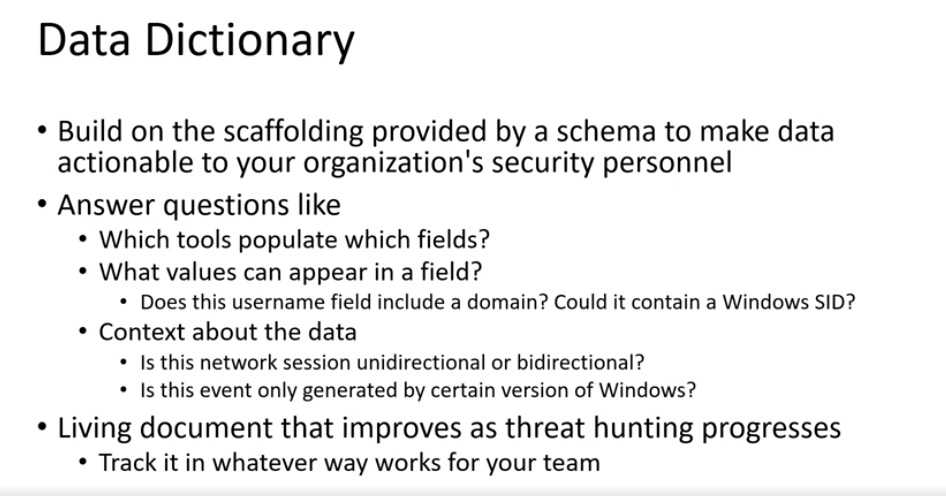 Data Dictionary
• Build on the scaffolding provided by a schema to make data
actionable to your organization's security personnel
• Answer questions like
• Which tools populate which fields?
• What values can appear in a field?
• Does this username field include a domain? Could it contain a Windows SID?
• Context about the data
• Is this network session unidirectional or bidirectional?
• Is this event only generated by certain version of Windows?
• Living document that improves as threat hunting progresses
• Track it in whatever way works for your team